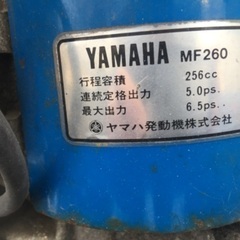 YAMAHA MF260
行程容積 256cc
連続定格出力 5.0ps.
最大出力 6.5ps.
ヤマハ発動機株式会社